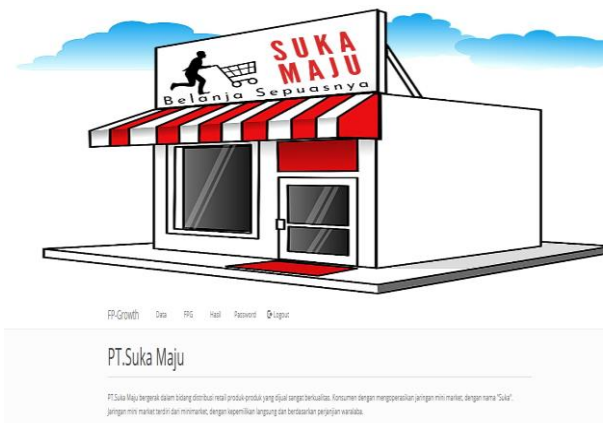 SUKA
MAJU
Belanja Sepuasnya
FP-Growth Data FPG Hasil Password Logout
PT.Suka Maju
PT.Suka Maju bergerak dalam bidang distribusi retail produk-produk yang dijual sangat berkualitas. Konsumen dengan mengoperasikan jaringan mini market, dengan nama "Suka".
Jaringan mini market terdiri dari minimarket, dengan kepemilikan langsung dan berdasarkan perjanjian waralaba.